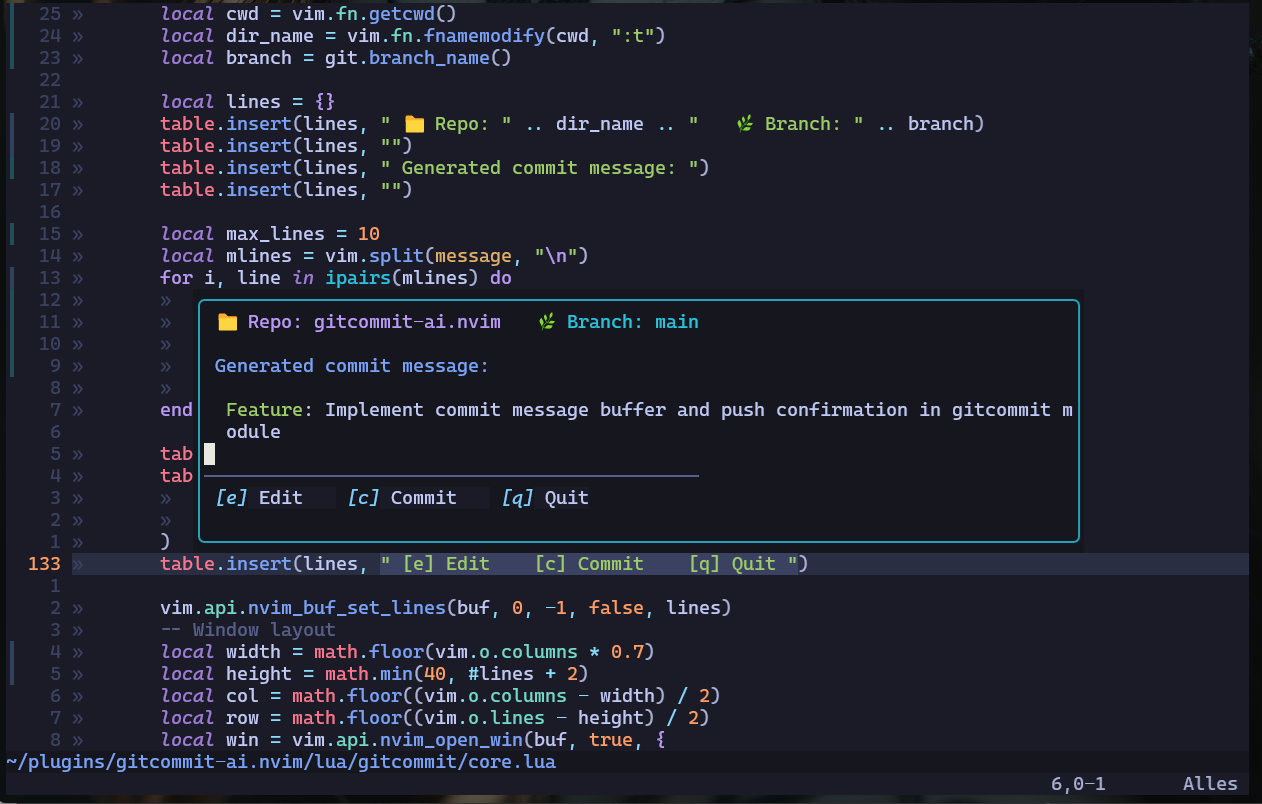 25 »       local cwd = vim.fn.getcwd()
24 »       local dir_name = vim.fn.fnamemodify(cwd, ":t")
23 »       local branch = git.branch_name()
22
21 »       local lines = {}
20 »       table.insert(lines, " 📁 Repo: " .. dir_name .. "   🌿 Branch: " .. branch)
19 »       table.insert(lines, "")
18 »       table.insert(lines, " Generated commit message: ")
17 »       table.insert(lines, "")
16
15 »       local max_lines = 10
14 »       local mlines = vim.split(message, "\n")
13 »       for i, line in ipairs(mlines) do
12 »       »
11 »       » 📁 Repo: gitcommit-ai.nvim   🌿 Branch: main
10 »       »
9 »       » Generated commit message:
8 »       »
7 »       end Feature: Implement commit message buffer and push confirmation in gitcommit m
6 odule
5 »       tab
4 »       tab
3 »       » [e] Edit    [c] Commit    [q] Quit
2 »       »
1 »       )
133 »       table.insert(lines, " [e] Edit    [c] Commit    [q] Quit ")
1
2 »       vim.api.nvim_buf_set_lines(buf, 0, -1, false, lines)
3 »       -- Window layout
4 »       local width = math.floor(vim.o.columns * 0.7)
5 »       local height = math.min(40, #lines + 2)
6 »       local col = math.floor((vim.o.columns - width) / 2)
7 »       local row = math.floor((vim.o.lines - height) / 2)
8 »       local win = vim.api.nvim_open_win(buf, true, {
~/plugins/gitcommit-ai.nvim/lua/gitcommit/core.lua
6,0-1       Alles